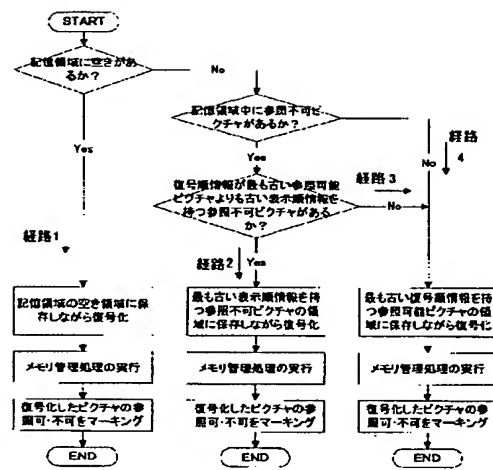 START
記憶領域に空きがあ
るか?
No
記憶領域中に参照不可ピ
クチャがあるか?
Yes
Yes
経路
4
No
復号順情報が最も古い参照可能
ピクチャよりも古い表示順情報を
持つ参照不可ピクチャがある
か?
経路3
No
経路1
経路2
Yes
記憶領域の空き領域に保
存しながら復号化
最も古い表示順情報を持
つ参照不可ピクチャの領
域に保存しながら復号化
最も古い復号順情報を持
つ参照可能ピクチャの領
域に保存しながら復号化
メモリ管理処理の実行
メモリ管理処理の実行
メモリ管理処理の実行
復号化したピクチャの参
照可・不可をマーキング
復号化したピクチャの参
照可・不可をマーキング
復号化したピクチャの参
照可・不可をマーキング
END
END
END